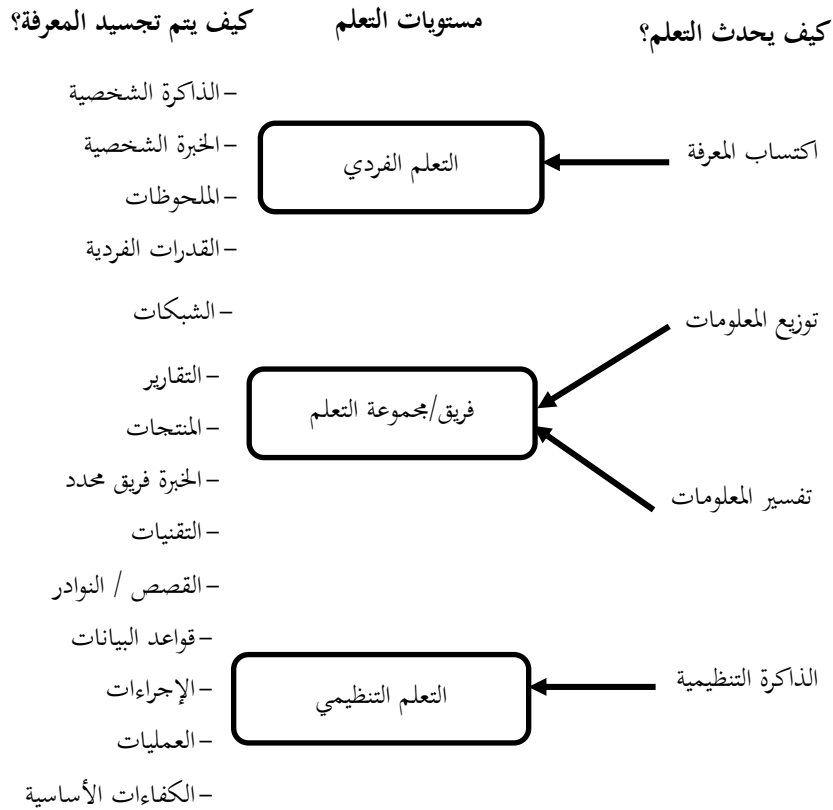 كيف يحدث التعلم؟
مستويات التعلم
كيف يتم تجسيد المعرفة؟
اكتساب المعرفة
التعلم الفردي
-الذاكرة الشخصية
-الخبرة الشخصية
-الملحوظات
-القدرات الفردية
توزيع المعلومات
تفسير المعلومات
فريق/مجموعة التعلم
-الشبكات
-التقارير
-المنتجات
-الخبرة فريق محدد
-التقنيات
-القصص / النوادر
الذاكرة التنظيمية
التعلم التنظيمي
-قواعد البيانات
-الإجراءات
-العمليات
-الكفاءات الأساسية